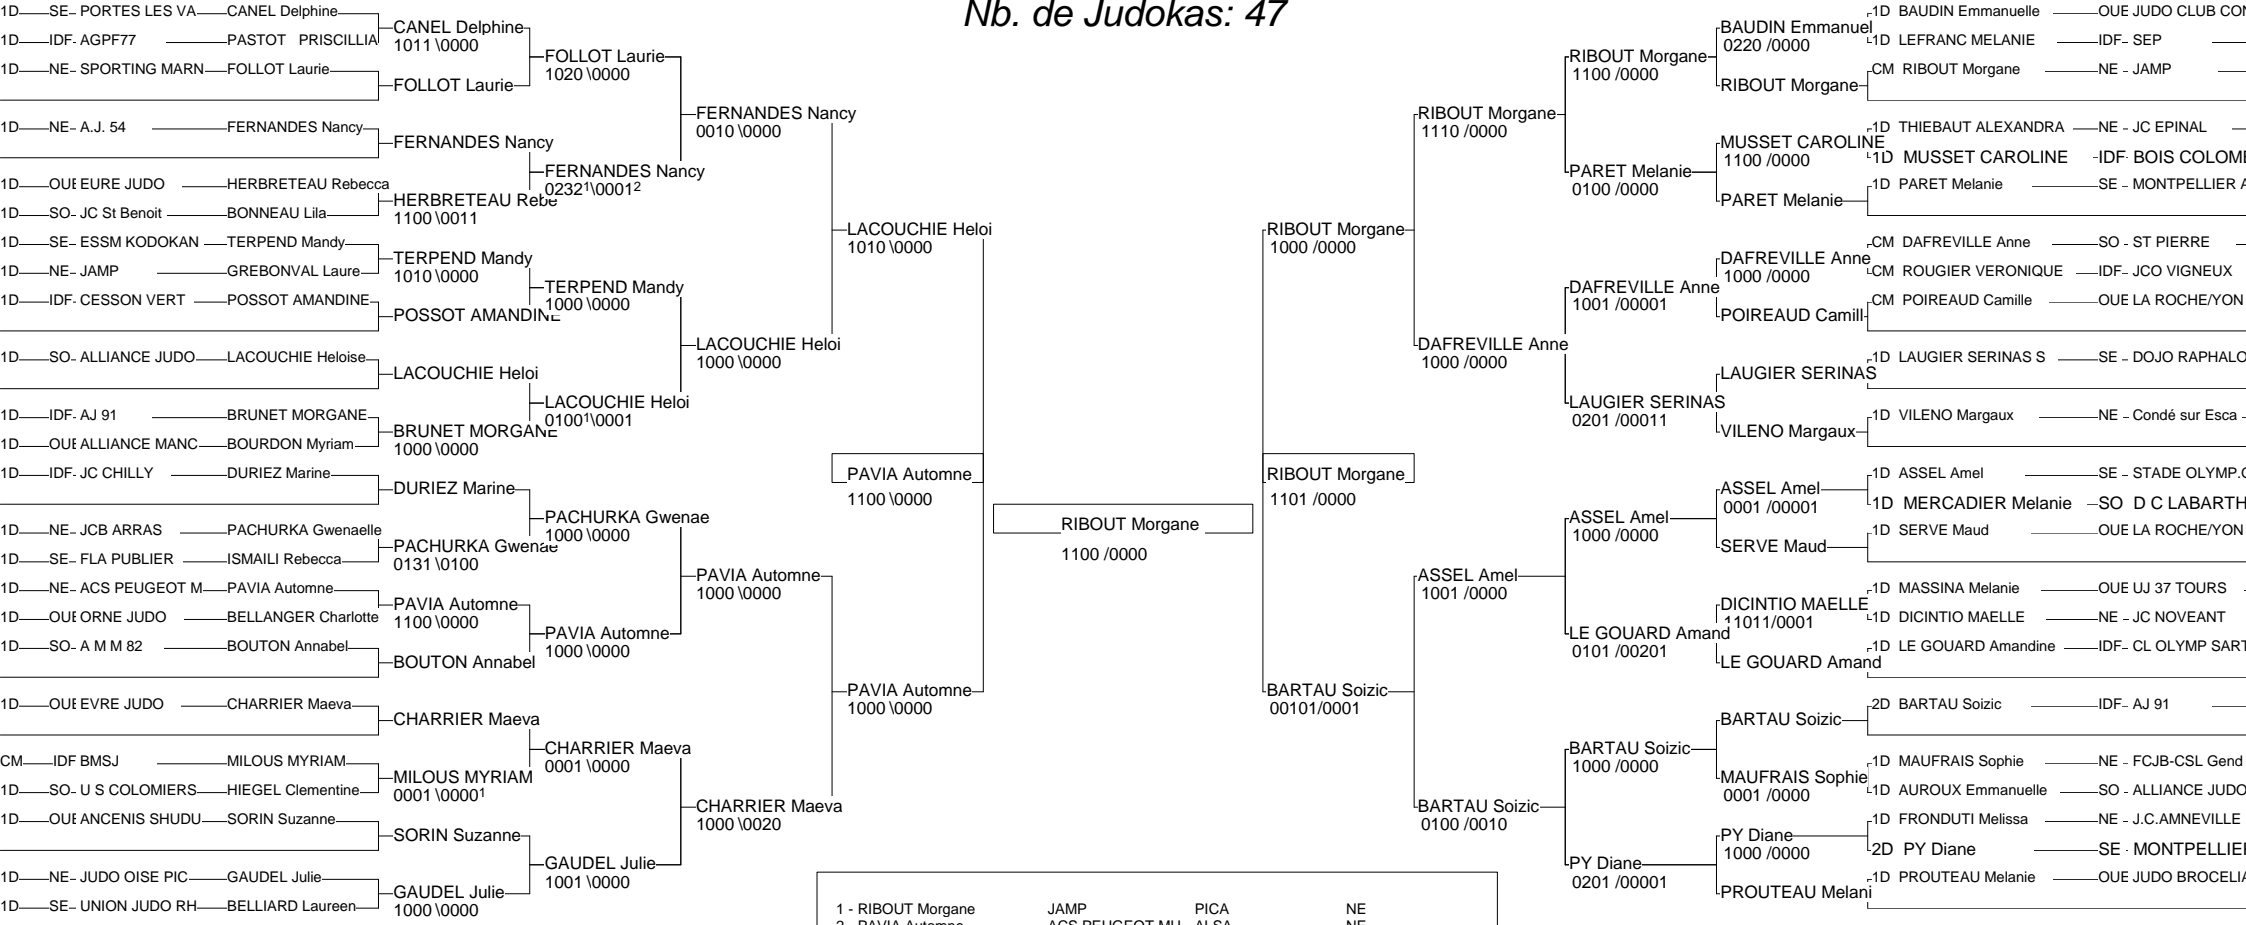 Nb. de Judokas: 47
1D SE- PORTES LES VA CANEL Delphine
1D IDF- AGPF77 PASTOT PRISCILLIA
1D NE- SPORTING MARN FOLLOT Laurie
1D NE- A.J. 54 FERNANDES Nancy
1D OUE EURE JUDO HERBRETEAU Rebecca
1D SO- JC St Benoit BONNEAU Lila
1D SE- ESSM KODOKAN TERPEND Mandy
1D NE- JAMP GREBONVAL Laure
1D IDF- CESSON VERT POSSOT AMANDINE
1D SO- ALLIANCE JUDO LACOUCHIE Heloise
1D IDF- AJ 91 BRUNET MORGANE
1D OUE ALLIANCE MANC BOURDON Myriam
1D IDF- JC CHILLY DURIEZ Marine
1D NE- JCB ARRAS PACHURKA Gwenaelle
1D SE- FLA PUBLIER ISMAILI Rebecca
1D NE- ACS PEUGEOT M PAVIA Automne
1D OUE ORNE JUDO BELLANGER Charlotte
1D SO- A M M 82 BOUTON Annabel
1D OUE EVRE JUDO CHARRIER Maeva
CM IDF BMSJ MILOUS MYRIAM
1D SO- U S COLOMIERS HIEGEL Clementine
1D OUE ANCENIS SHUDU SORIN Suzanne
1D NE- JUDO OISE PIC GAUDEL Julie
1D SE- UNION JUDO RH BELLIARD Laureen
CANEL Delphine
1011 \0000
FOLLOT Laurie
FERNANDES Nancy
HERBRETEAU Rebe
1100 \0011
TERPEND Mandy
1010 \0000
POSSOT AMANDINE
LACOUCHIE Heloi
BRUNET MORGANE
1000 \0000
DURIEZ Marine
PACHURKA Gwenae
0131 \0100
PAVIA Automne
1100 \0000
BOUTON Annabel
CHARRIER Maeva
MILOUS MYRIAM
0001 \0000¹
SORIN Suzanne
GAUDEL Julie
1000 \0000
FOLLOT Laurie
1020 \0000
FERNANDES Nancy
0232¹\0001²
TERPEND Mandy
1000 \0000
LACOUCHIE Heloi
0100¹\0001
PACHURKA Gwenae
1000 \0000
PAVIA Automne
1000 \0000
CHARRIER Maeva
0001 \0000
GAUDEL Julie
1001 \0000
FERNANDES Nancy
0010 \0000
LACOUCHIE Heloi
1000 \0000
PAVIA Automne
1000 \0000
CHARRIER Maeva
1000 \0020
LACOUCHIE Heloi
1010 \0000
PAVIA Automne
1000 \0000
PAVIA Automne
1100 \0000
RIBOUT Morgane
1100 /0000
RIBOUT Morgane
1101 /0000
RIBOUT Morgane
1000 /0000
BARTAU Soizic
00101/0001
RIBOUT Morgane
1110 /0000
DAFREVILLE Anne
1000 /0000
ASSEL Amel
1001 /0000
BARTAU Soizic
0100 /0010
RIBOUT Morgane
1100 /0000
PARET Melanie
0100 /0000
DAFREVILLE Anne
1001 /00001
LAUGIER SERINAS
0201 /00011
ASSEL Amel
1000 /0000
LE GOUARD Amand
0101 /00201
BARTAU Soizic
1000 /0000
PY Diane
0201 /00001
BAUDIN Emmanuel
0220 /0000
RIBOUT Morgane
MUSSET CAROLINE
1100 /0000
PARET Melanie
DAFREVILLE Anne
1000 /0000
POIREAUD Camill
LAUGIER SERINAS
VILENO Margaux
ASSEL Amel
0001 /00001
SERVE Maud
DICINTIO MAELLE
11011/0001
LE GOUARD Amand
BARTAU Soizic
MAUFRAIS Sophie
0001 /0000
PY Diane
1000 /0000
PROUTEAU Melani
1D BAUDIN Emmanuelle OUE JUDO CLUB CON
1D LEFRANC MELANIE IDF- SEP
CM RIBOUT Morgane NE - JAMP
1D THIEBAUT ALEXANDRA NE - JC EPINAL
1D MUSSET CAROLINE -IDF- BOIS COLOME
1D PARET Melanie SE - MONTPELLIER A
CM DAFREVILLE Anne SO - ST PIERRE
CM ROUGIER VERONIQUE IDF- JCO VIGNEUX
CM POIREAUD Camille OUE LA ROCHE/YON
1D LAUGIER SERINAS S SE - DOJO RAPHALO
1D VILENO Margaux NE - Condé sur Esca
1D ASSEL Amel SE - STADE OLYMP.C
1D MERCADIER Melanie SO D C LABARTH
1D SERVE Maud OUE LA ROCHE/YON
1D MASSINA Melanie OUE UJ 37 TOURS
1D DICINTIO MAELLE NE - JC NOVEANT
1D LE GOUARD Amandine IDF- CL OLYMP SART
2D BARTAU Soizic IDF- AJ 91
1D MAUFRAIS Sophie NE - FCJB-CSL Gend
1D AUROUX Emmanuelle SO - ALLIANCE JUDO
1D FRONDUTI Melissa NE - J.C.AMNEVILLE
2D PY Diane SE - MONTPELLIER
1D PROUTEAU Melanie OUE JUDO BROCELIA
1 - RIBOUT Morgane JAMP PICA NE
2 - PAVIA Automne ACS PEUGEOT MU ALSA NE